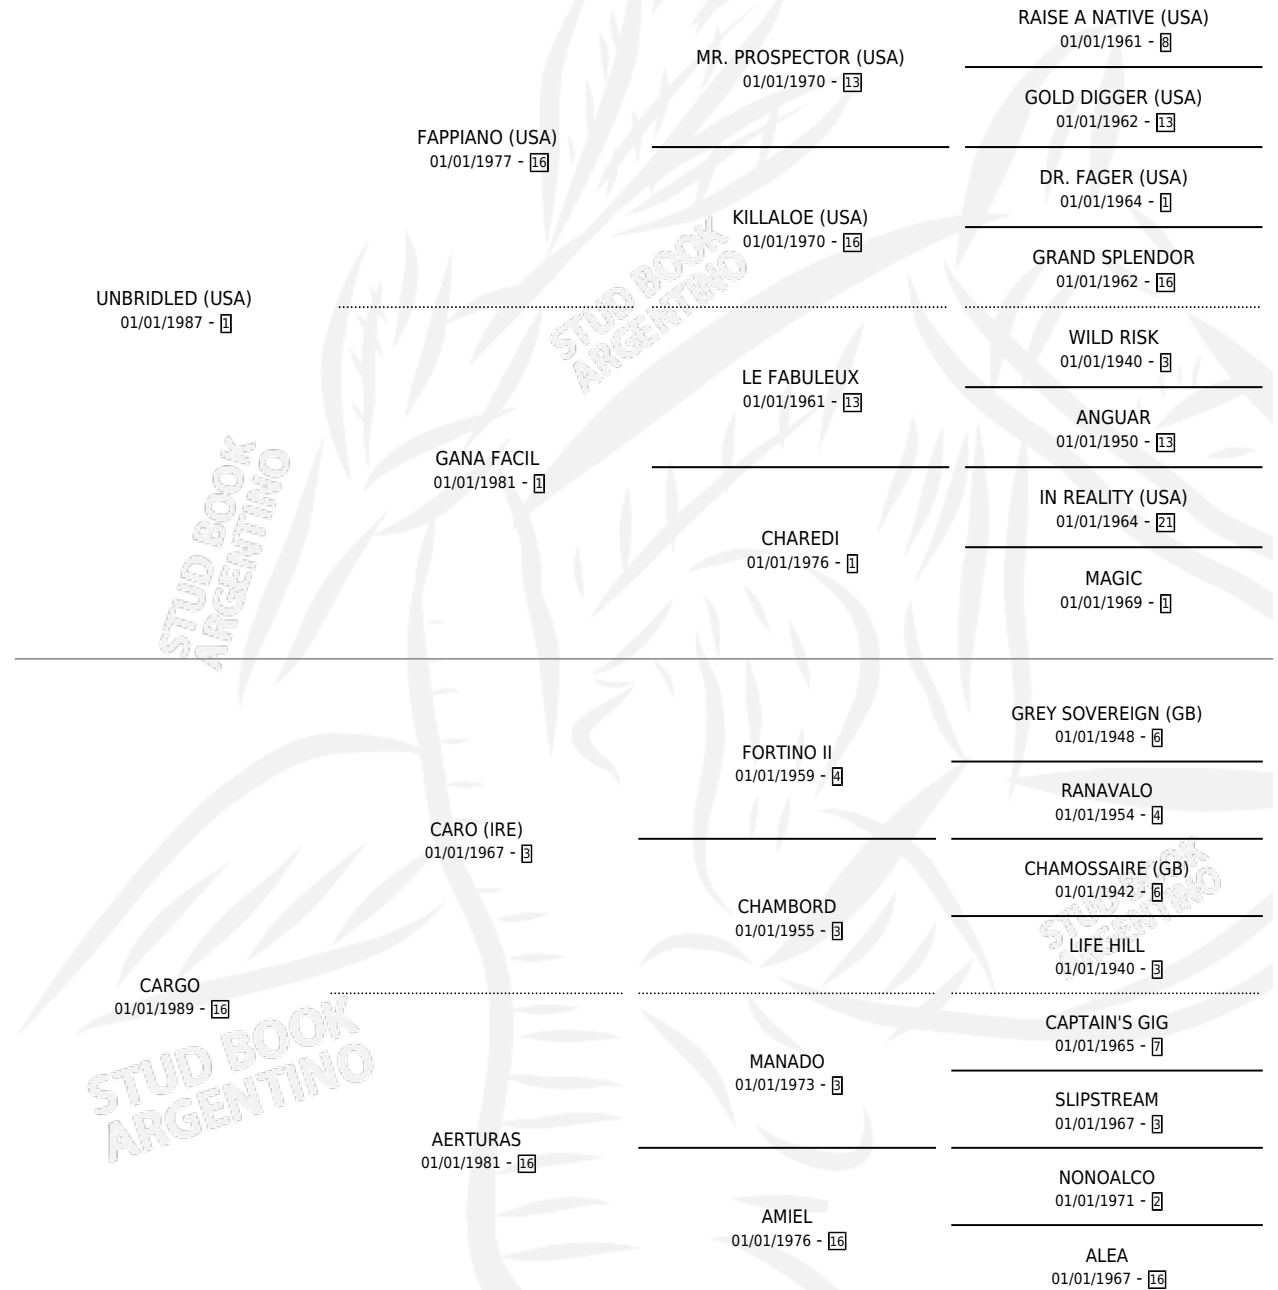 RAISE A NATIVE (USA)
01/01/1961 - 8
MR. PROSPECTOR (USA)
01/01/1970 - 13
GOLD DIGGER (USA)
01/01/1962 - 13
FAPPIANO (USA)
01/01/1977 - 16
DR. FAGER (USA)
01/01/1964 - 1
KILLALOE (USA)
01/01/1970 - 16
GRAND SPLENDOR
01/01/1962 - 16
UNBRIDLED (USA)
01/01/1987 - 1
WILD RISK
01/01/1940 - 3
LE FABULEUX
01/01/1961 - 13
ANGUAR
01/01/1950 - 13
GANA FACIL
01/01/1981 - 1
IN REALITY (USA)
01/01/1964 - 21
CHAREDI
01/01/1976 - 1
MAGIC
01/01/1969 - 1
GREY SOVEREIGN (GB)
01/01/1948 - 6
FORTINO II
01/01/1959 - 4
RANAVALO
01/01/1954 - 4
CARO (IRE)
01/01/1967 - 3
CHAMOSSAIRE (GB)
01/01/1942 - 6
CHAMBORD
01/01/1955 - 3
LIFE HILL
01/01/1940 - 3
CARGO
01/01/1989 - 16
CAPTAIN'S GIG
01/01/1965 - 7
MANADO
01/01/1973 - 3
SLIPSTREAM
01/01/1967 - 3
AERTURAS
01/01/1981 - 16
NONOALCO
01/01/1971 - 2
AMIEL
01/01/1976 - 16
ALEA
01/01/1967 - 16
STUD BOOK
ARGENTINO
STUD BOOK
ARGENTINO
STUD BOOK
ARGENTINO
STUD BOOK
ARGENTINO